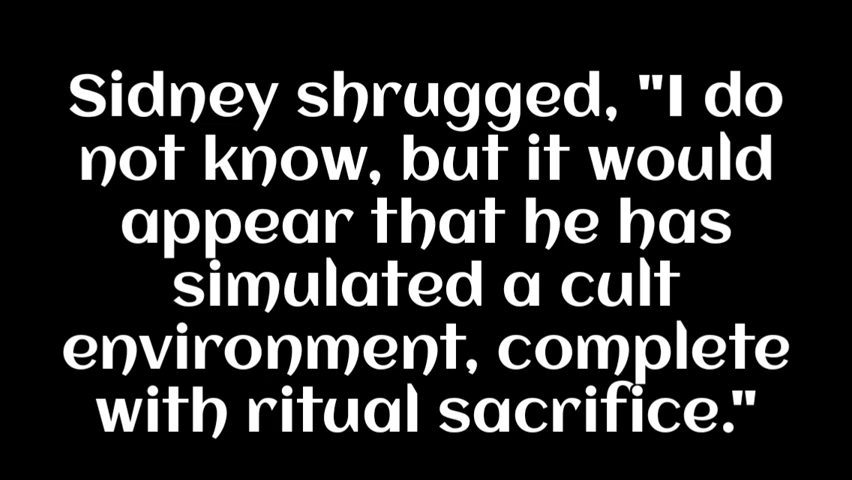 Sidney shrugged, "I do
not know, but it would
appear that he has
simulated a cult
environment, complete
with ritual sacrifice."